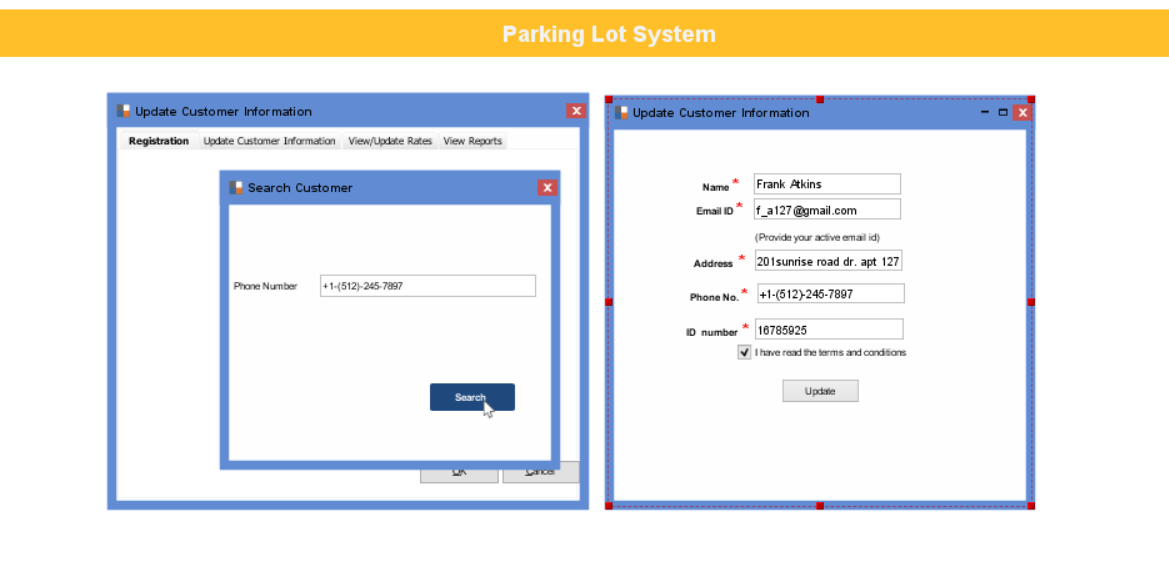 Parking Lot System
Update Customer Information
Registration Update Customer Information View/Update Rates View Reports
Search Customer
Phone Number +1-(512)-245-7897
Search
OK Cancel
Update Customer Information
Name * Frank Atkins
Email ID * f_a127@gmail.com
(Provide your active email id)
Address * 201sunrise road dr. apt 127
Phone No. * +1-(512)-245-7897
ID number * 16785925
I have read the terms and conditions
Update